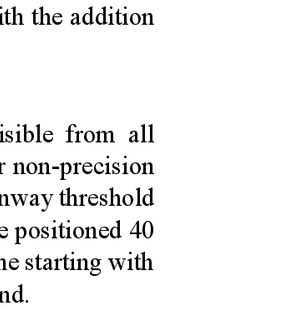 ith the addition
isible from all
r non-precision
nway threshold
e positioned 40
ne starting with
nd.